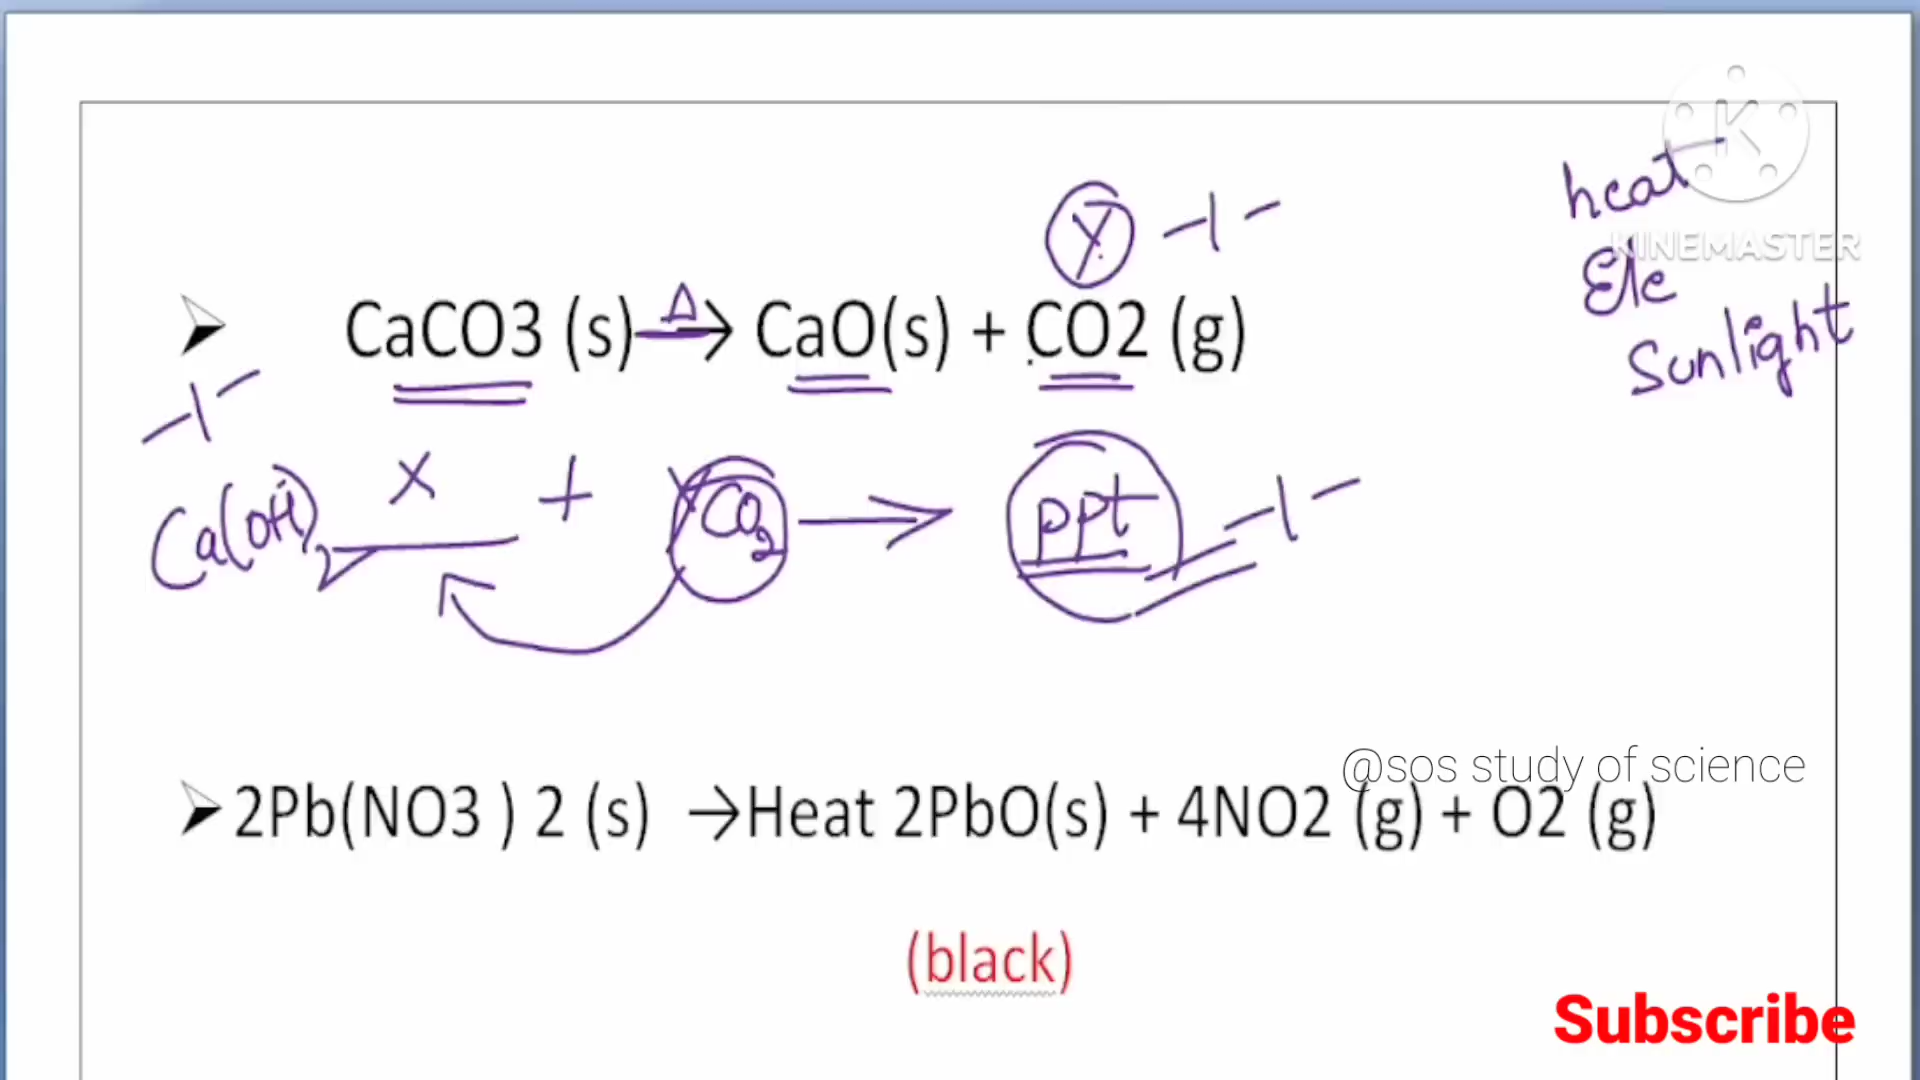 heat
K
KINEMASTER
Y
Ele
Δ
CaCO3 (s) → CaO(s) + CO2 (g)
Sunlight
x
Ca(OH)2 + CO2 → ppt
@sos study of science
2Pb(NO3 ) 2 (s) →Heat 2PbO(s) + 4NO2 (g) + O2 (g)
(black)
Subscribe